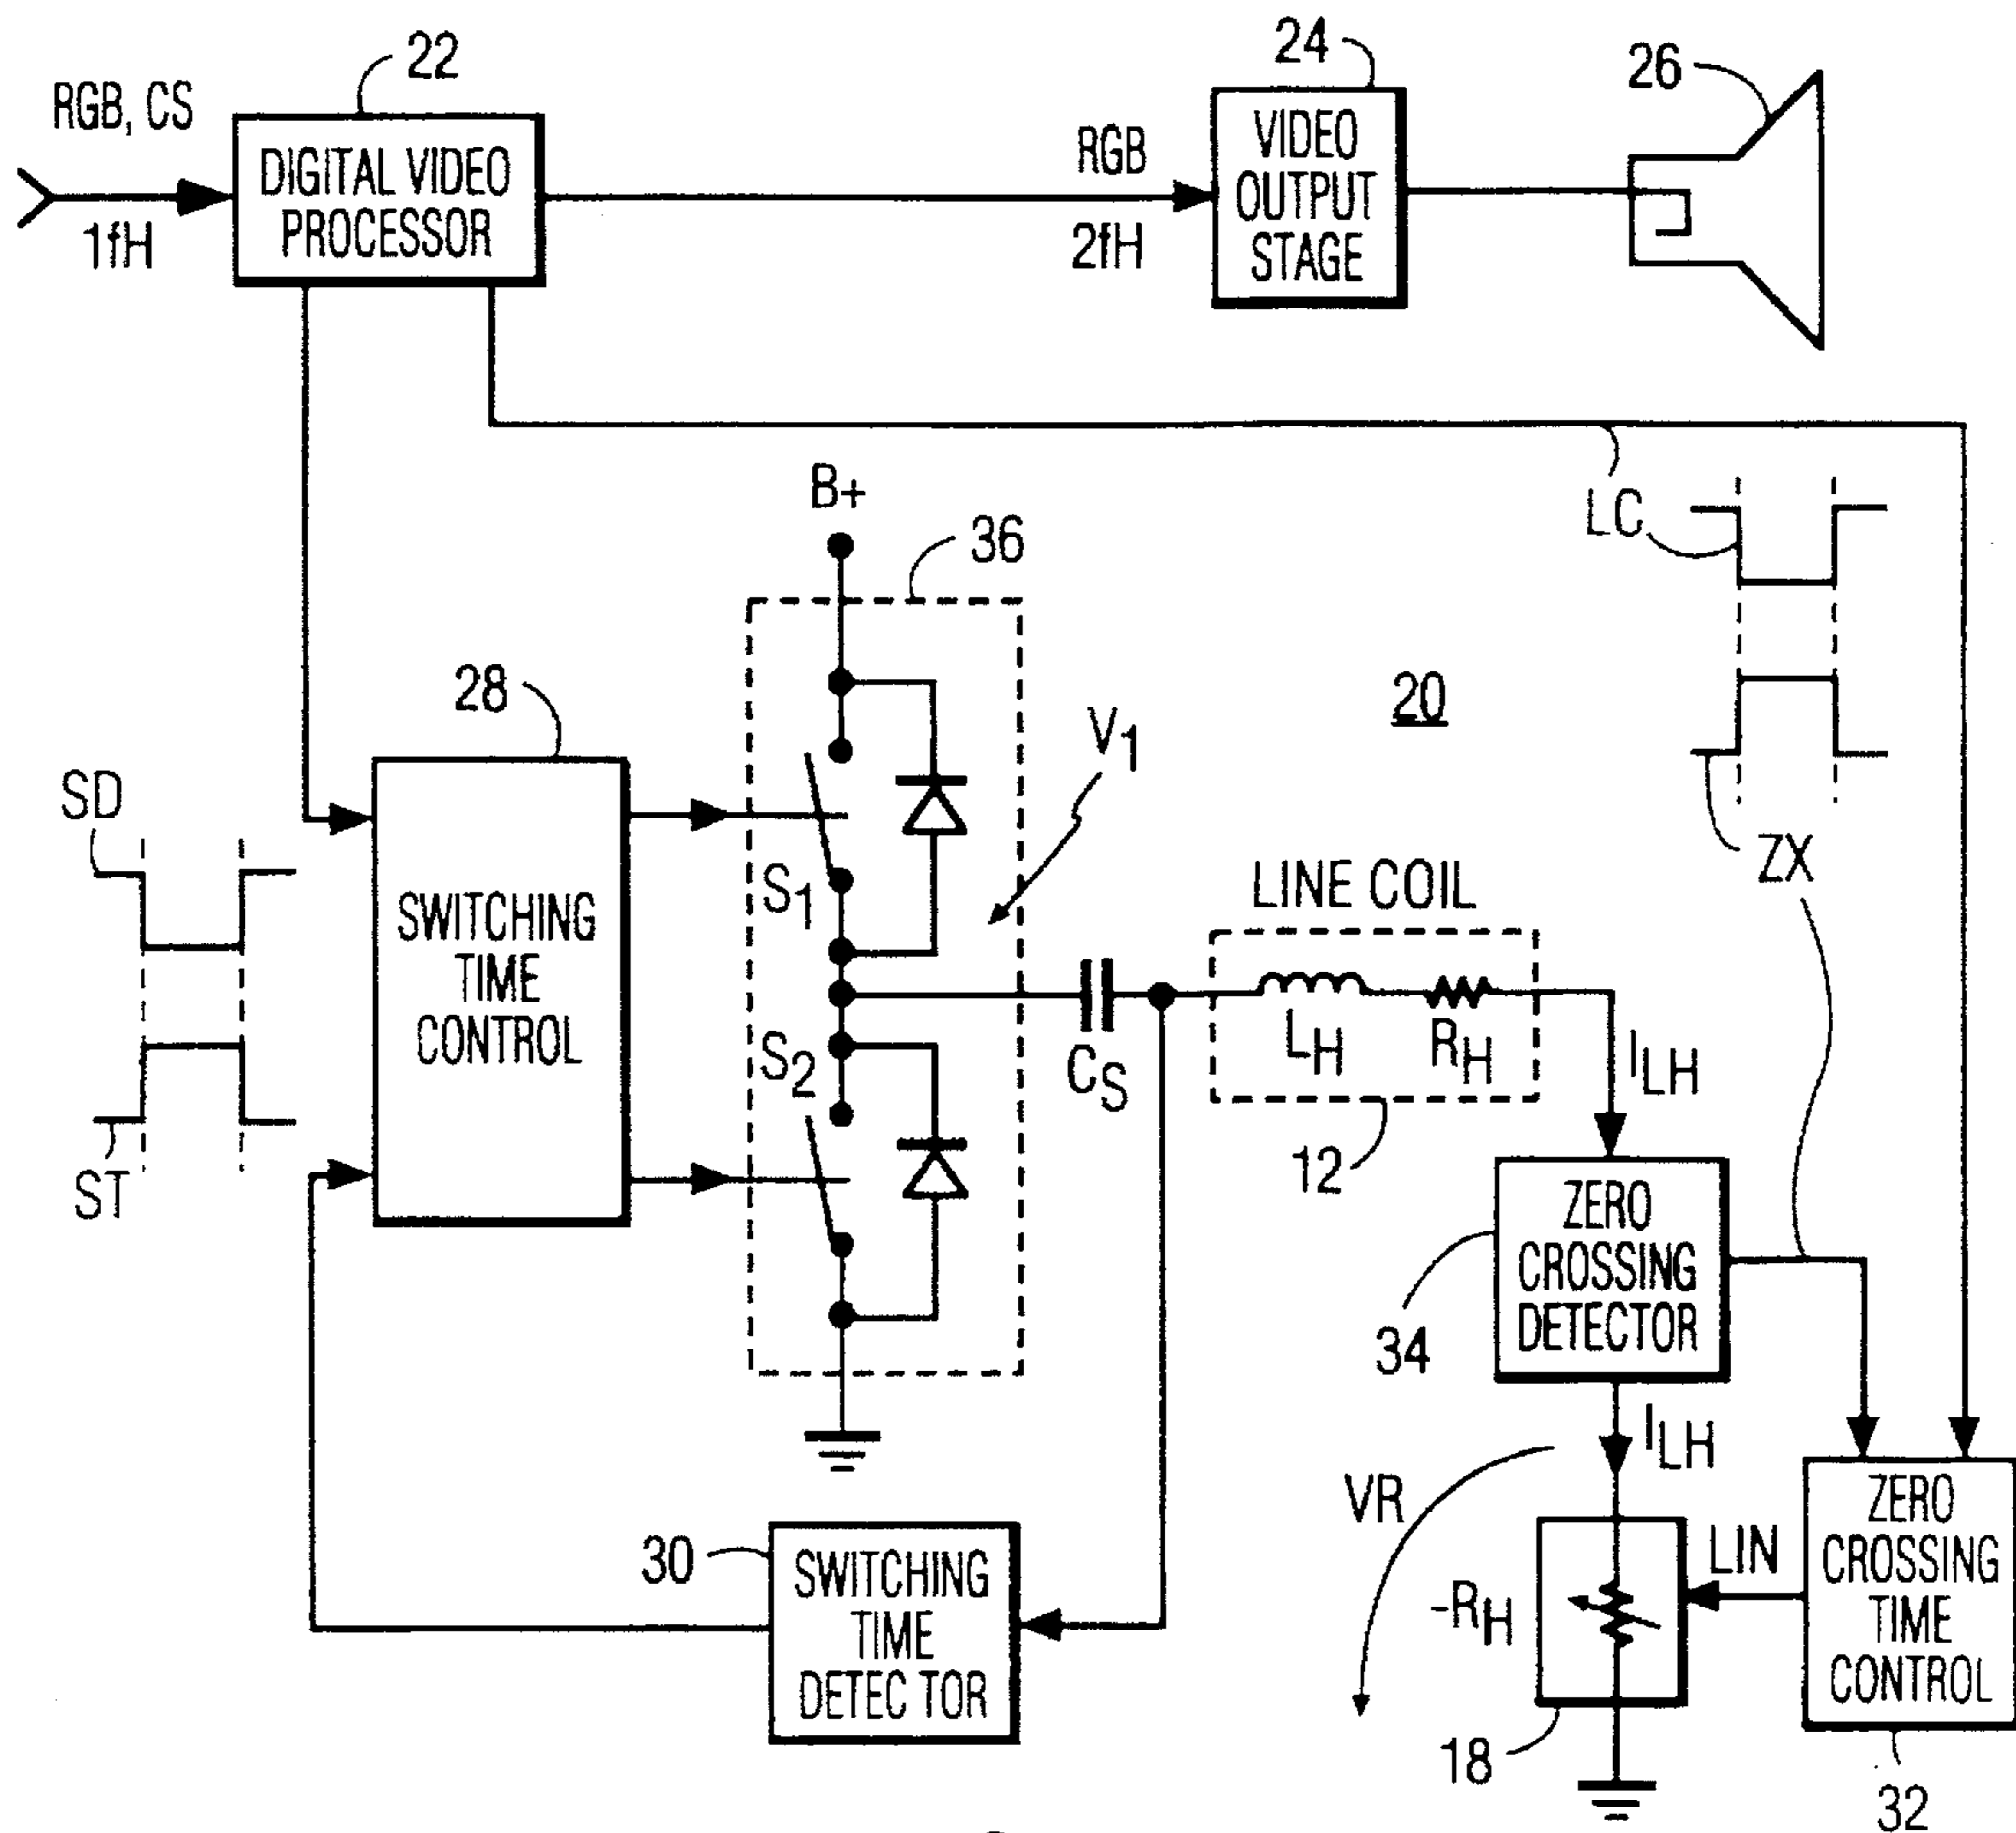 22
24
26
RGB, CS
1fH
DIGITAL VIDEO
PROCESSOR
RGB
2fH
VIDEO
OUTPUT
STAGE
B+
36
LC
28
20
V1
SD
ZX
SWITCHING
TIME
CONTROL
S1
LINE COIL
S2
CS
LH
RH
ILH
ST
12
ZERO
CROSSING
DETECTOR
34
ILH
VR
30
SWITCHING
TIME
DETEC TOR
-RH
LIN
ZERO
CROSSING
TIME
CONTROL
18
32